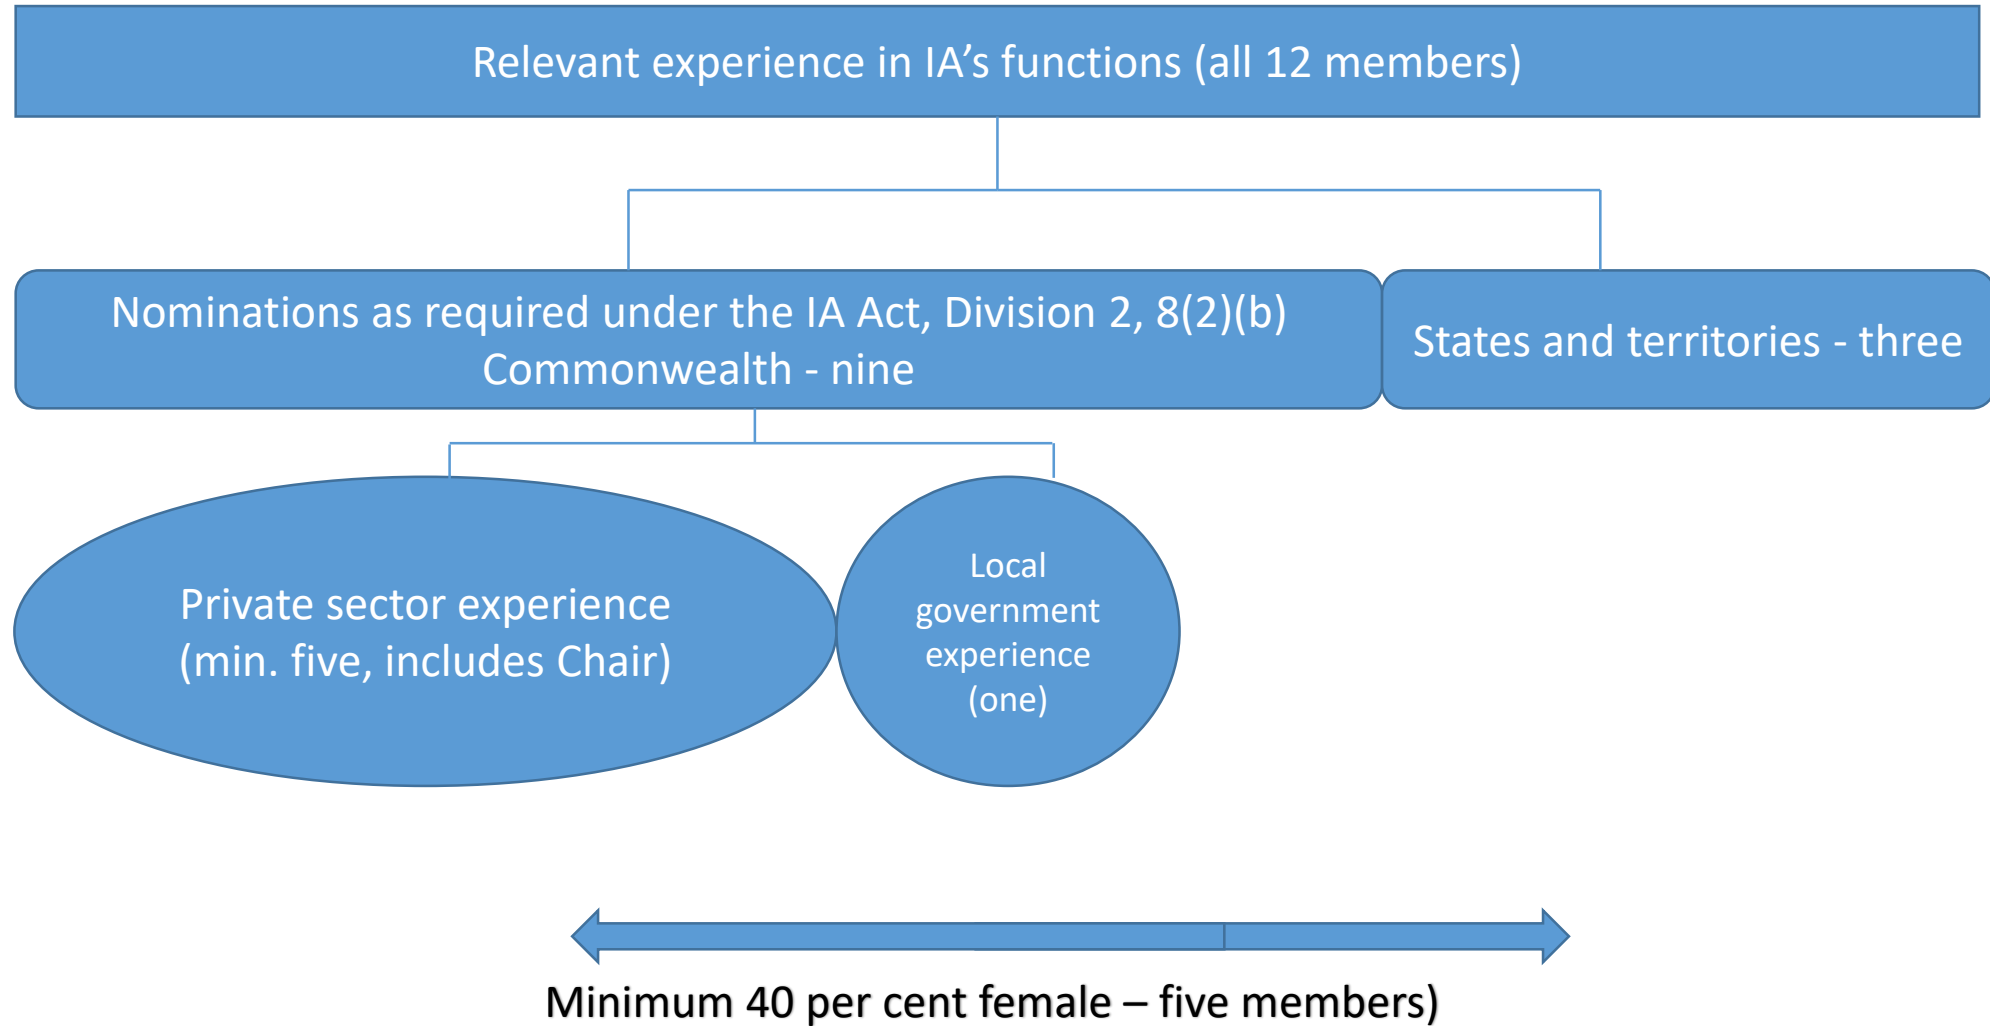 Relevant experience in IA’s functions (all 12 members)
Nominations as required under the IA Act, Division 2, 8(2)(b)
Commonwealth - nine
States and territories - three
Private sector experience
(min. five, includes Chair)
Local
government
experience
(one)
Minimum 40 per cent female – five members)